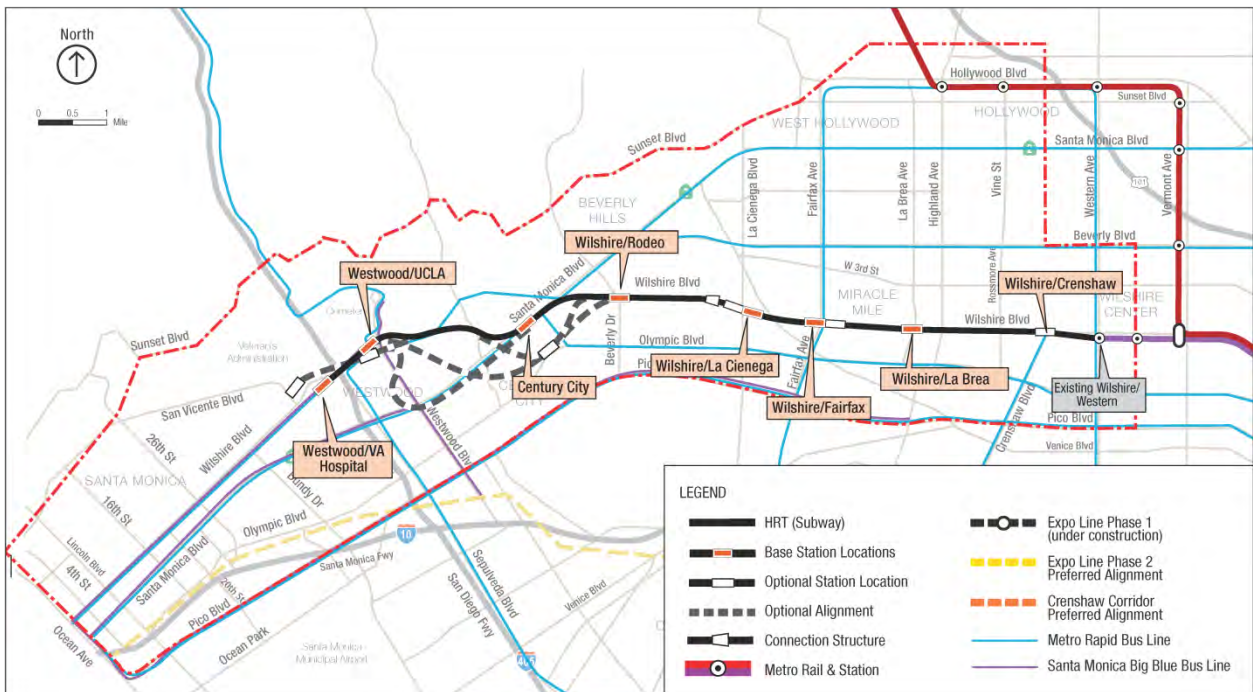 North
0 0.5 1
Mile
Hollywood Blvd
Sunset Blvd
HOLLYWOOD
WEST HOLLYWOOD
Santa Monica Blvd
Sunset Blvd
La Cienega Blvd
Fairfax Ave
La Brea Ave
Highland Ave
Vine St
Western Ave
Vermont Ave
101
BEVERLY
HILLS
Beverly Blvd
Wilshire/Rodeo
W 3rd St
Rossmore Ave
Westwood/UCLA
Santa Monica Blvd
Wilshire Blvd
Wilshire/Crenshaw
MIRACLE
MILE
WILSHIRE
CENTER
Wilshire Blvd
Sunset Blvd
Veteran's
Administration
Beverly Dr
Olympic Blvd
Wilshire/La Cienega
Fairfax Ave
Wilshire/La Brea
Existing Wilshire/
Western
Century City
CITY
Wilshire/Fairfax
WESTWOOD
San Vicente Blvd
Westwood/VA
Hospital
Westwood Blvd
Crenshaw Blvd
Pico Blvd
Venice Blvd
26th St
Wilshire Blvd
SANTA MONICA
16th St
Bundy Dr
Olympic Blvd
10
Santa Monica Fwy
Lincoln Blvd
4th St
Santa Monica Blvd
20th St
Pico Blvd
Ocean Park
Ocean Ave
Sepulveda Blvd
San Diego Fwy
Venice Blvd
Santa Monica
Municipal Airport
405
LEGEND
HRT (Subway)
Base Station Locations
Optional Station Location
Optional Alignment
Connection Structure
Metro Rail & Station
Expo Line Phase 1
(under construction)
Expo Line Phase 2
Preferred Alignment
Crenshaw Corridor
Preferred Alignment
Metro Rapid Bus Line
Santa Monica Big Blue Bus Line